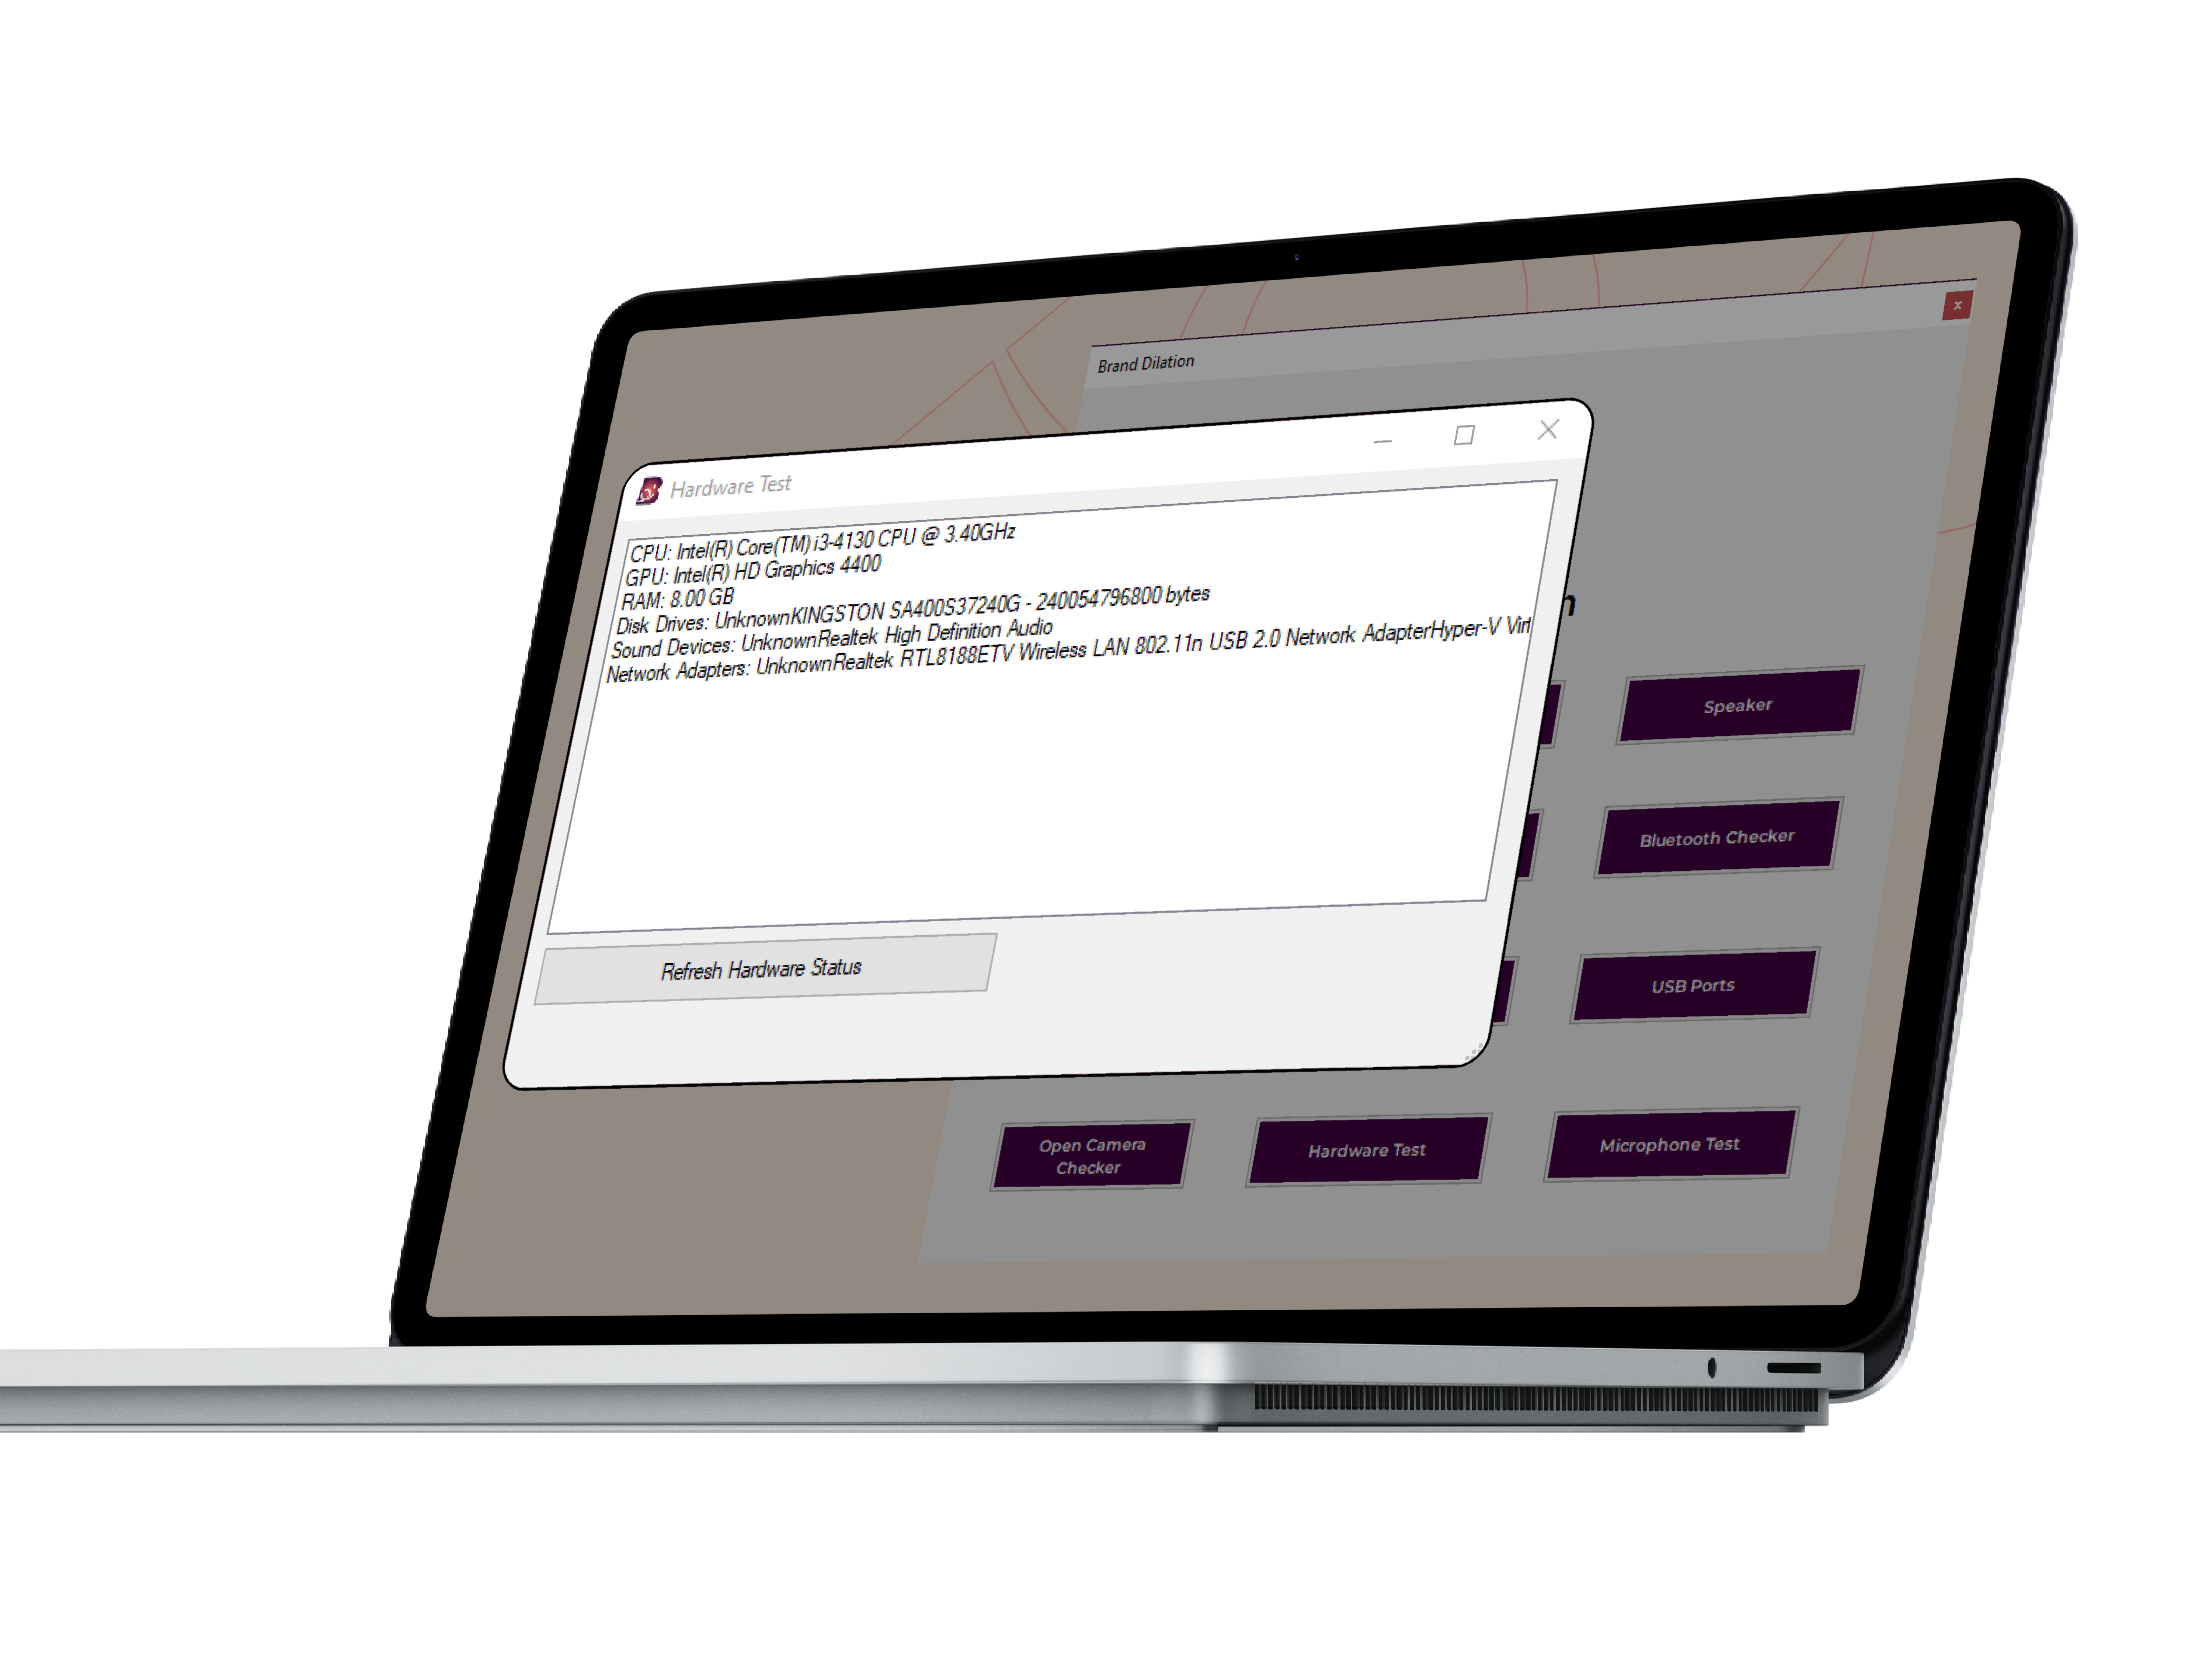 Brand Dilation
x
Hardware Test
CPU: Intel(R) Core(TM) i3-4130 CPU @ 3.40GHz
GPU: Intel(R) HD Graphics 4400
RAM: 8.00 GB
Disk Drives: UnknownKINGSTON SA400S37240G - 240054796800 bytes
Sound Devices: UnknownRealtek High Definition Audio
Network Adapters: UnknownRealtek RTL8188ETV Wireless LAN 802.11n USB 2.0 Network AdapterHyper-V
Refresh Hardware Status
Speaker
Bluetooth Checker
USB Ports
Open Camera
Checker
Hardware Test
Microphone Test